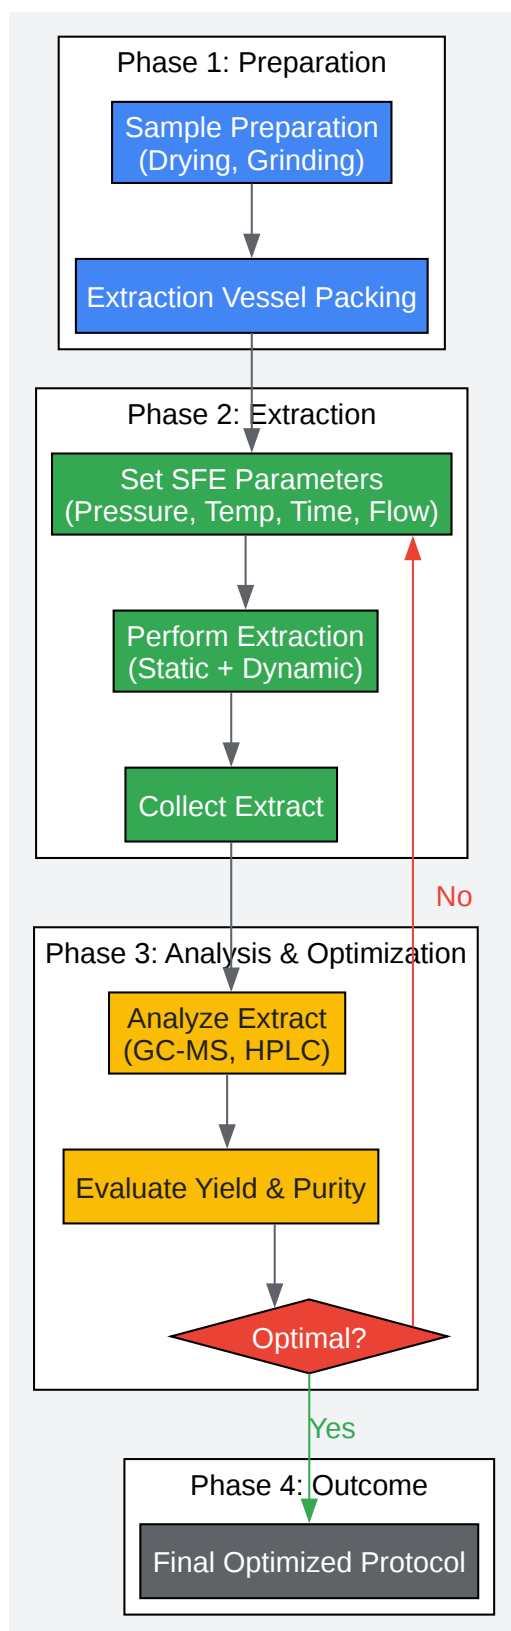 Phase 1: Preparation
Sample Preparation
(Drying, Grinding)
Extraction Vessel Packing
Phase 2: Extraction
Set SFE Parameters
(Pressure, Temp, Time, Flow)
Perform Extraction
(Static + Dynamic)
Collect Extract
No
Phase 3: Analysis & Optimization
Analyze Extract
(GC-MS, HPLC)
Evaluate Yield & Purity
Optimal?
Yes
Phase 4: Outcome
Final Optimized Protocol